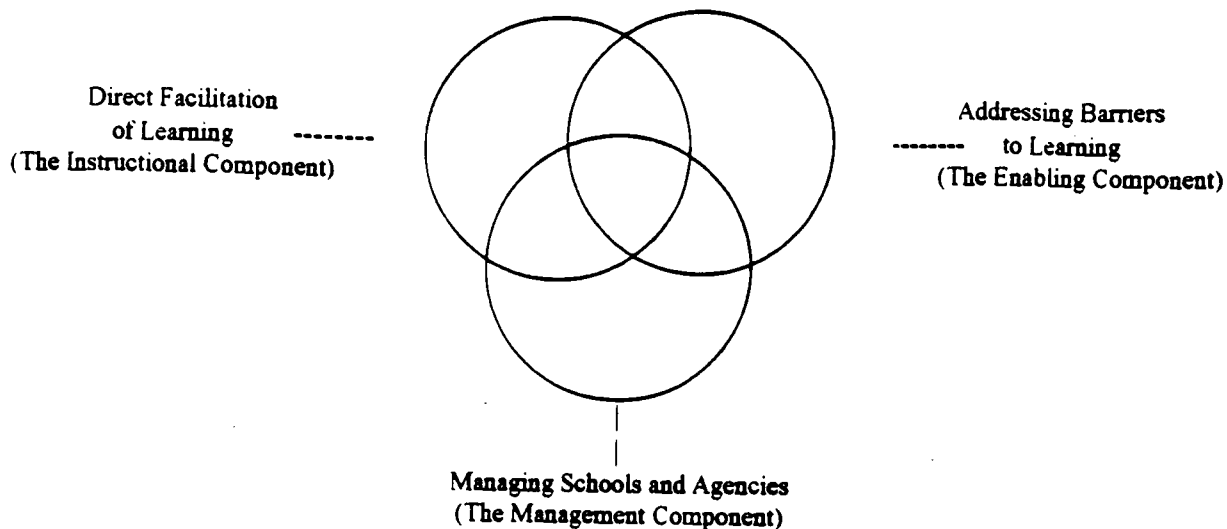 Direct Facilitation
of Learning
(The Instructional Component)
Addressing Barriers
to Learning
(The Enabling Component)
Managing Schools and Agencies
(The Management Component)